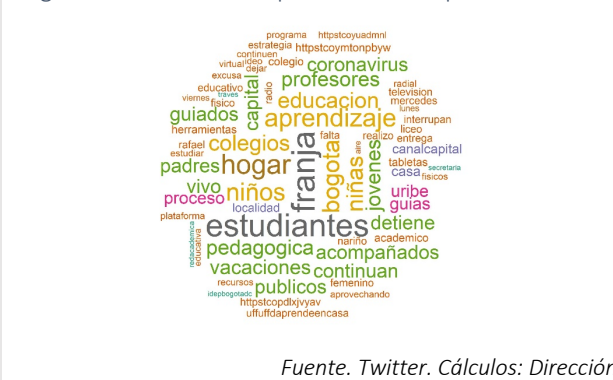 programa httpstcoyuadmnl
estrategia httpstcoymtonpbyw
continuen
virtual ideo colegio coronavirus
dejar
excusa profesores
educativo capital radio radial
traves television
viernes fisico educacion mercedes
guiados aprendizaje lunes
interrumpan
herramientas falta realizo liceo
entrega
rafael colegios franja bogota aire jovenes canalcapital
estudiar niñas
padres hogar tabletas secretaria
casa fisicos
vivo niños uribe
proceso guias
localidad
plataforma estudiantes detiene
redacademica educativa nariño academico
pedagogica acompañados
vacaciones continuan
recursos publicos femenino
idepbogotadc aprovechando
httpstcopdlxjvyav
uffuffdaprendeencasa
Fuente. Twitter. Cálculos: Dirección